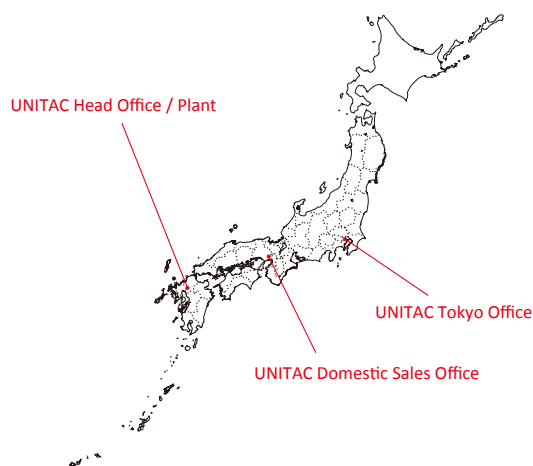 UNITAC Head Office / Plant
UNITAC Tokyo Office
UNITAC Domestic Sales Office